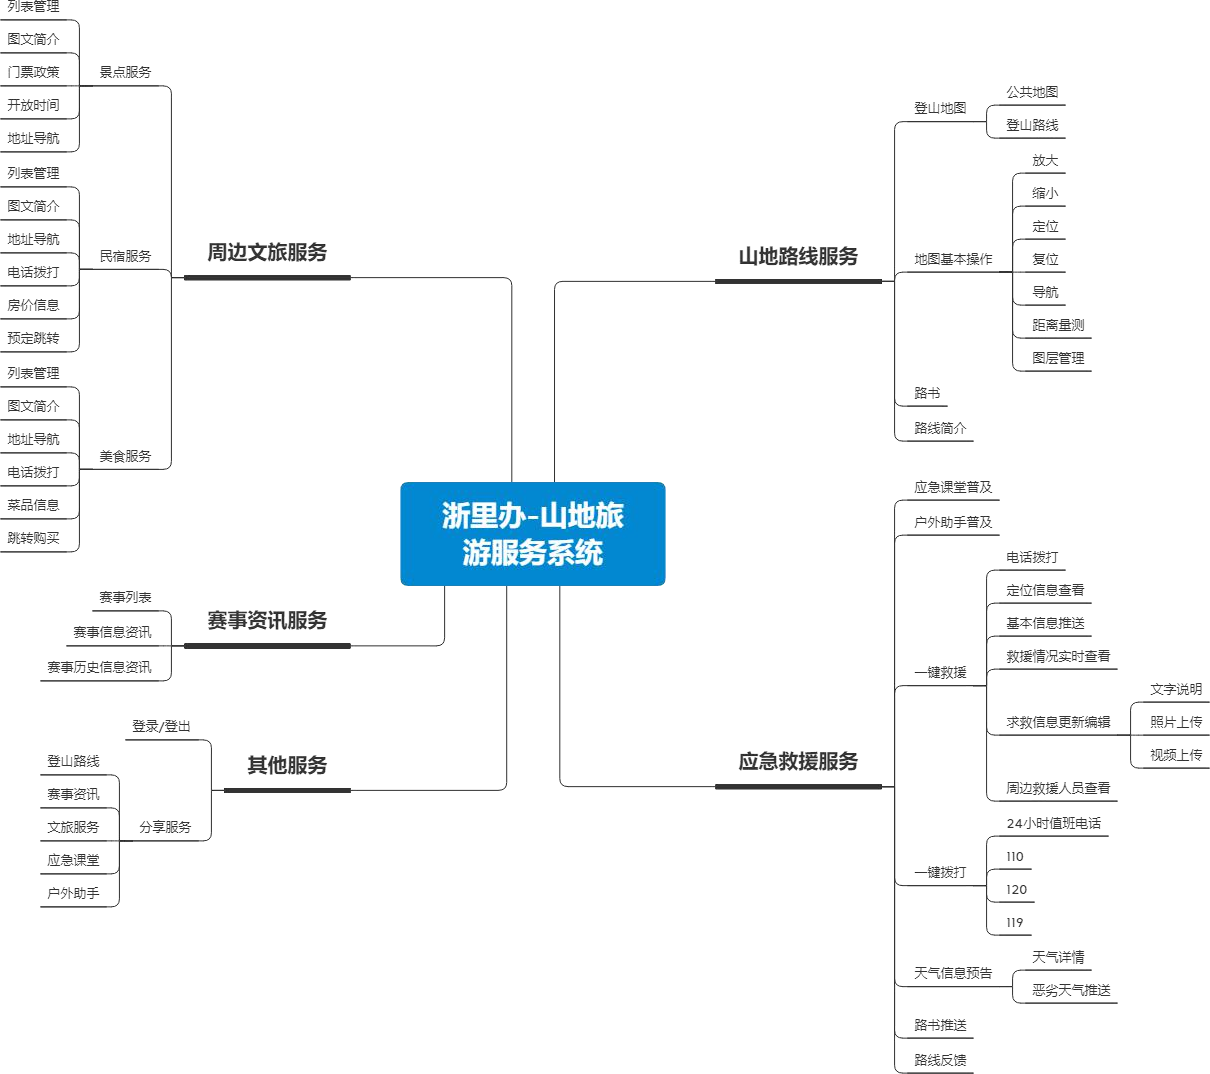 浙里办-山地旅
游服务系统
周边文旅服务
景点服务
列表管理
图文简介
门票政策
开放时间
地址导航
民宿服务
列表管理
图文简介
地址导航
电话拨打
房价信息
预定跳转
美食服务
列表管理
图文简介
地址导航
电话拨打
菜品信息
跳转购买
赛事资讯服务
赛事列表
赛事信息资讯
赛事历史信息资讯
其他服务
登录/登出
分享服务
登山路线
赛事资讯
文旅服务
应急课堂
户外助手
山地路线服务
登山地图
公共地图
登山路线
地图基本操作
放大
缩小
定位
复位
导航
距离量测
图层管理
路书
路线简介
应急救援服务
应急课堂普及
户外助手普及
一键救援
电话拨打
定位信息查看
基本信息推送
救援情况实时查看
求救信息更新编辑
文字说明
照片上传
视频上传
周边救援人员查看
一键拨打
24小时值班电话
110
120
119
天气信息预告
天气详情
恶劣天气推送
路书推送
路线反馈